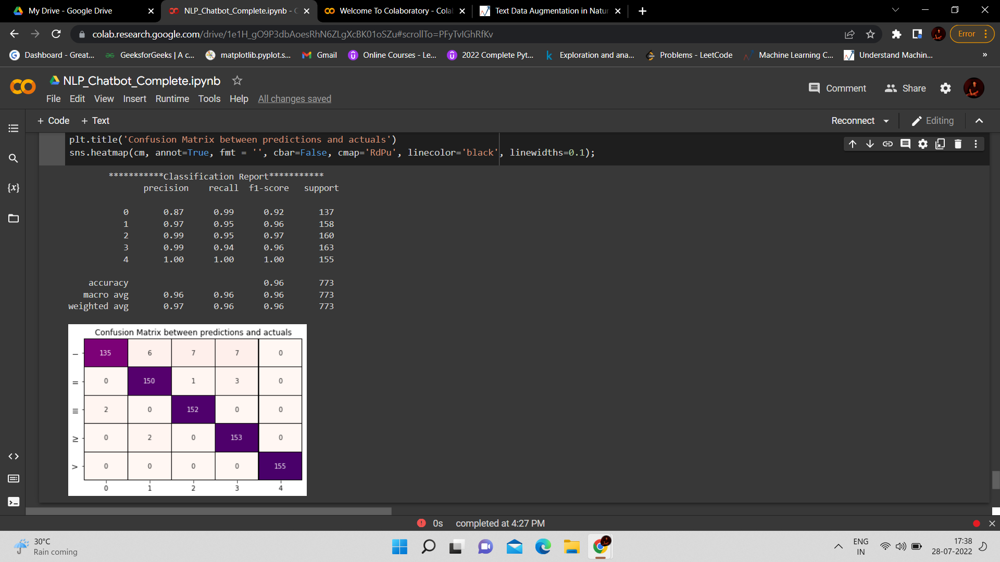 My Drive - Google Drive
NLP_Chatbot_Complete.ipynb - C
Welcome To Colaboratory - Colab
Text Data Augmentation in Natur
colab.research.google.com/drive/1e1H_gO9P3dbAoesRhN6ZLgXcBK01oSZu#scrollTo=PFyTvIGhRfKv
Error
Dashboard - Great...
GeeksforGeeks | A c...
matplotlib.pyplot.s...
Gmail
Online Courses - Le...
2022 Complete Pyt...
Exploration and ana...
Problems - LeetCode
Machine Learning C...
Understand Machin...
»
NLP_Chatbot_Complete.ipynb
Comment
Share
File Edit View Insert Runtime Tools Help All changes saved
+ Code + Text
Reconnect
Editing
plt.title('Confusion Matrix between predictions and actuals')
sns.heatmap(cm, annot=True, fmt = '', cbar=False, cmap='RdPu', linecolor='black', linewidths=0.1);
***********Classification Report***********
precision recall f1-score support
0 0.87 0.99 0.92 137
1 0.97 0.95 0.96 158
2 0.99 0.95 0.97 160
3 0.99 0.94 0.96 163
4 1.00 1.00 1.00 155
accuracy 0.96 773
macro avg 0.96 0.96 0.96 773
weighted avg 0.97 0.96 0.96 773
Confusion Matrix between predictions and actuals
I 135 6 7 7 0
II 0 150 1 3 0
III 2 0 152 0 0
IV 0 2 0 153 0
V 0 0 0 0 155
0 1 2 3 4
0s completed at 4:27 PM
30°C
Rain coming
ENG
IN
17:38
28-07-2022